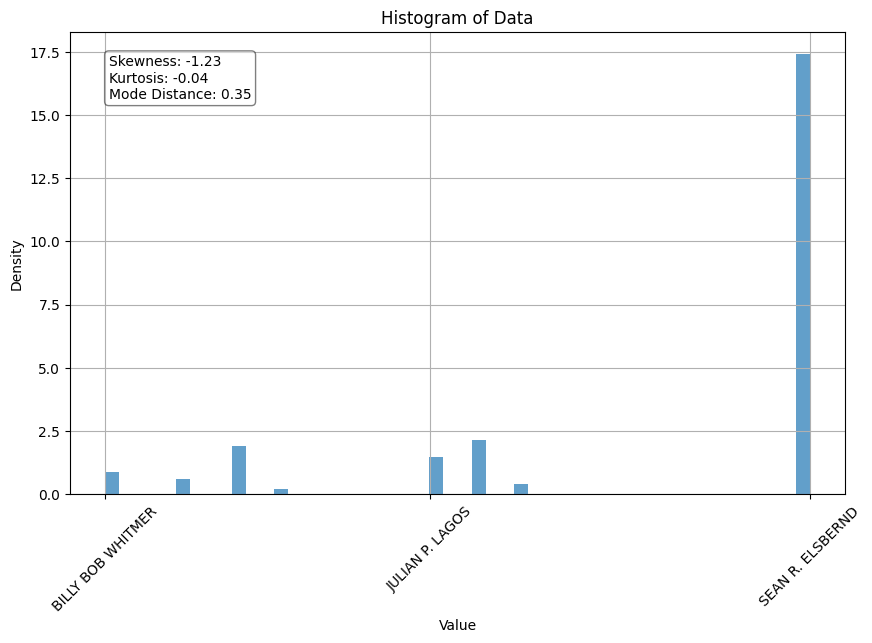 Histogram of Data
Skewness: -1.23
Kurtosis: -0.04
Mode Distance: 0.35
17.5
15.0
12.5
10.0
7.5
5.0
2.5
0.0
Density
BILLY BOB WHITMER
JULIAN P. LAGOS
SEAN R. ELSBERND
Value